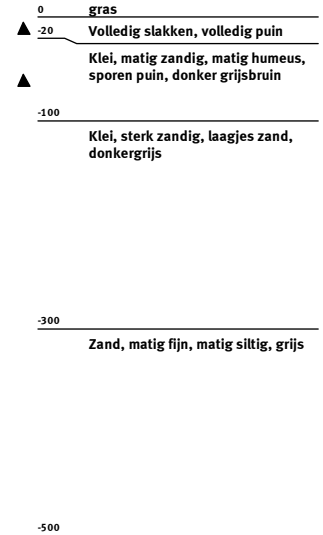 0 gras
-20 Volledig slakken, volledig puin
Klei, matig zandig, matig humeus,
sporen puin, donker grijsbruin
-100
Klei, sterk zandig, laagjes zand,
donkergrijs
-300
Zand, matig fijn, matig siltig, grijs
-500